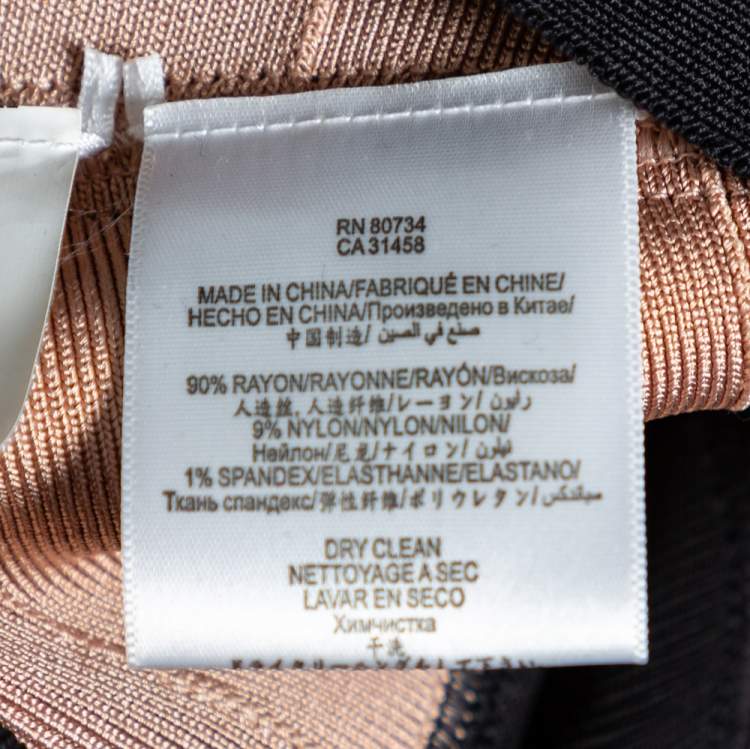 RN 80734
CA 31458
MADE IN CHINA/FABRIQUÉ EN CHINE/
HECHO EN CHINA/Произведено в Китае/
中国制造/ صنع في الصين
90% RAYON/RAYONNE/RAYÓN/Вискоза/
人造丝, 人造纤维/レーヨン/ رايون
9% NYLON/NYLON/NILON/
Нейлон/尼龙/ナイロン/ نايلون
1% SPANDEX/ELASTHANNE/ELASTANO/
Ткань спандекс/弹性纤维/ポリウレタン/ سباندكس
DRY CLEAN
NETTOYAGE A SEC
LAVAR EN SECO
Химчистка
干洗